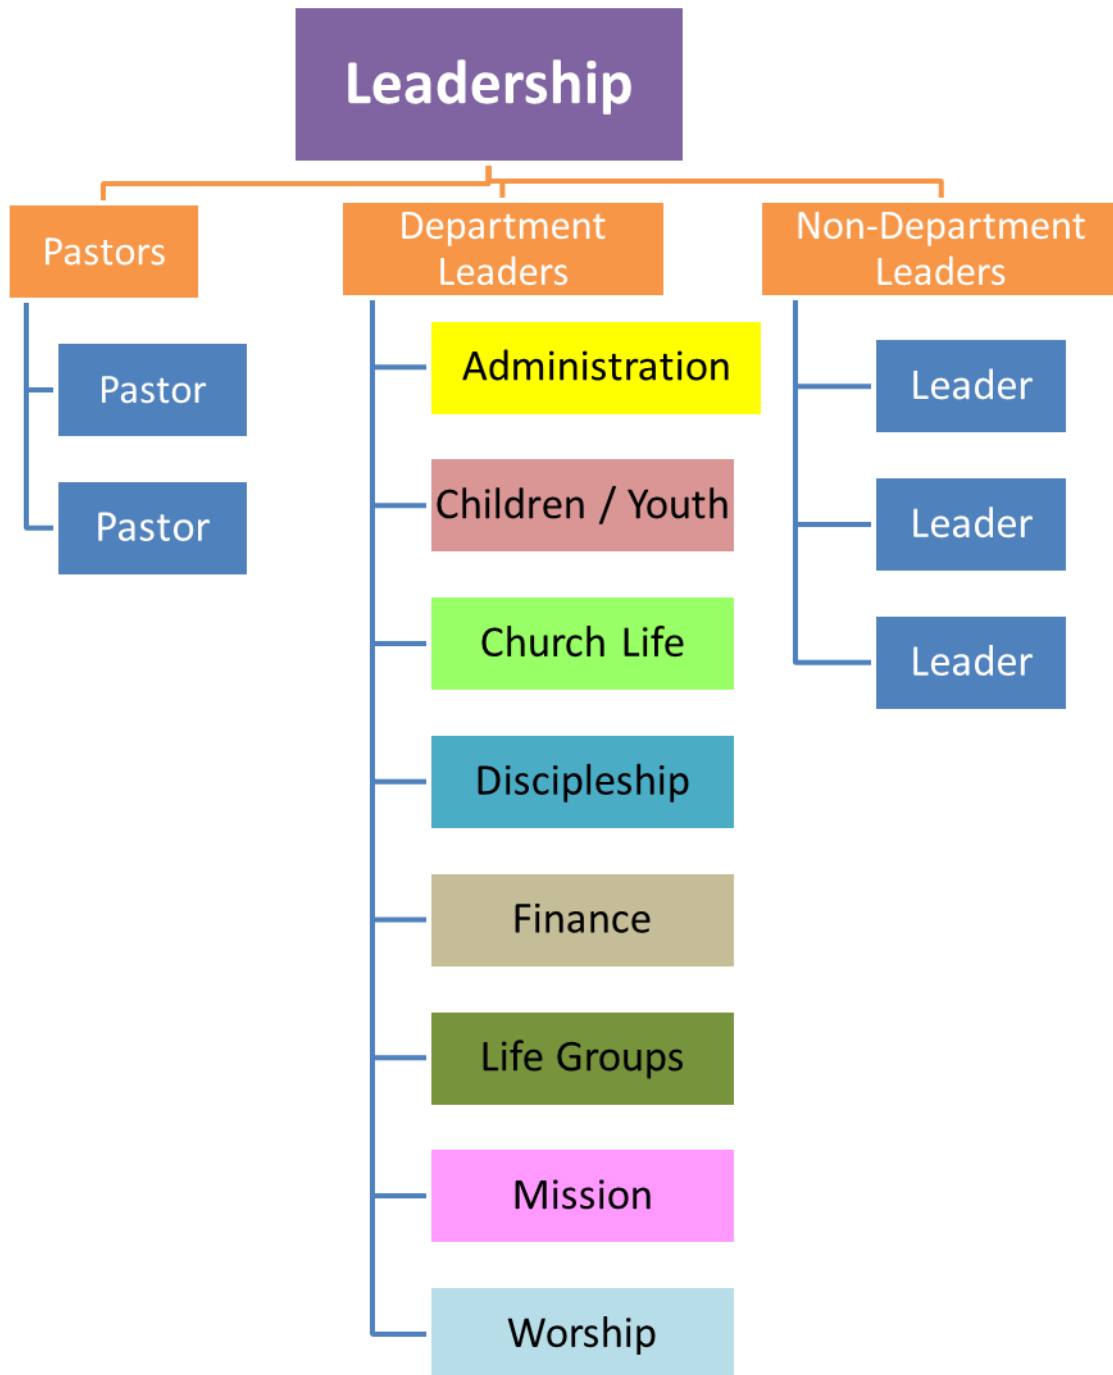 Leadership
Pastors
Pastor
Pastor
Department
Leaders
Administration
Children / Youth
Church Life
Discipleship
Finance
Life Groups
Mission
Worship
Non-Department
Leaders
Leader
Leader
Leader